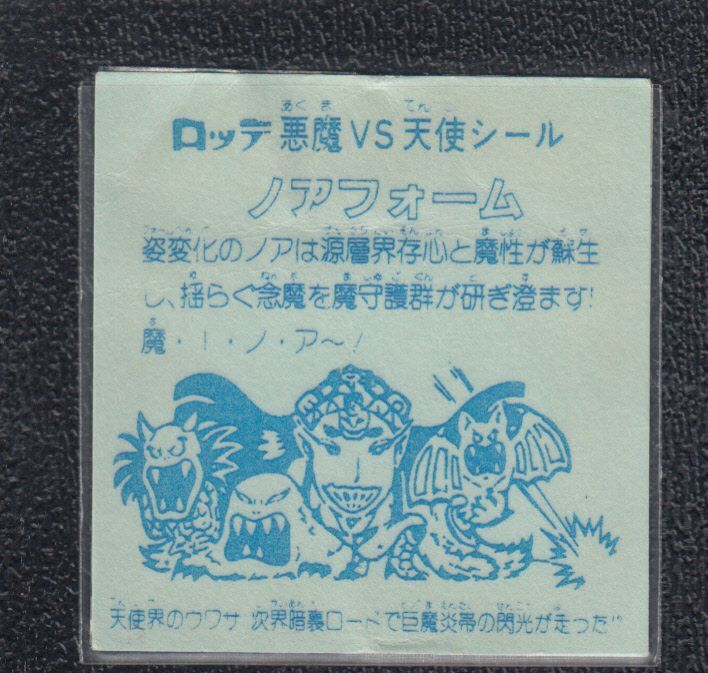 ロッテ 悪魔VS天使シール
ノアフォーム
姿変化のノアは源層界存心と魔性が蘇生
し、揺らぐ念魔を魔守護群が研ぎ澄ます!
魔・I・ノ・ア〜!
天使界のウワサ 次界暗裏ロードで巨魔炎帯の閃光が走った